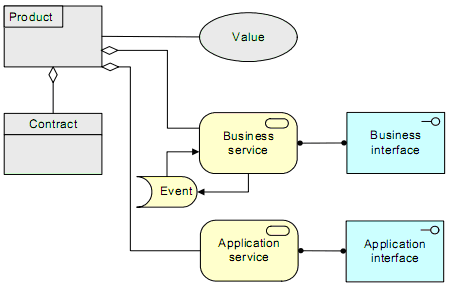 Product
Value
Contract
Business
service
Business
interface
Event
Application
service
Application
interface